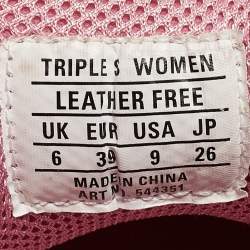 TRIPLE S WOMEN
LEATHER FREE
UK EUR USA JP
6 39 9 26
MADE IN CHINA
ART N 544351